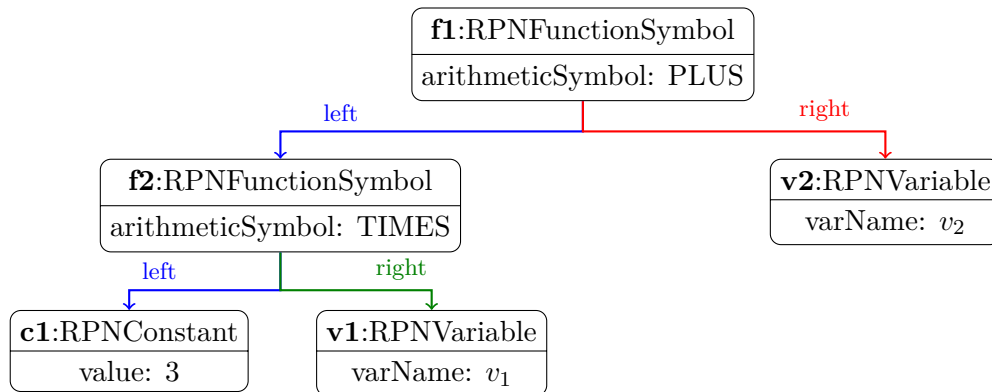 f1:RPNFunctionSymbol
arithmeticSymbol: PLUS
left
right
f2:RPNFunctionSymbol
arithmeticSymbol: TIMES
v2:RPNVariable
varName: v₂
left
right
c1:RPNConstant
value: 3
v1:RPNVariable
varName: v₁